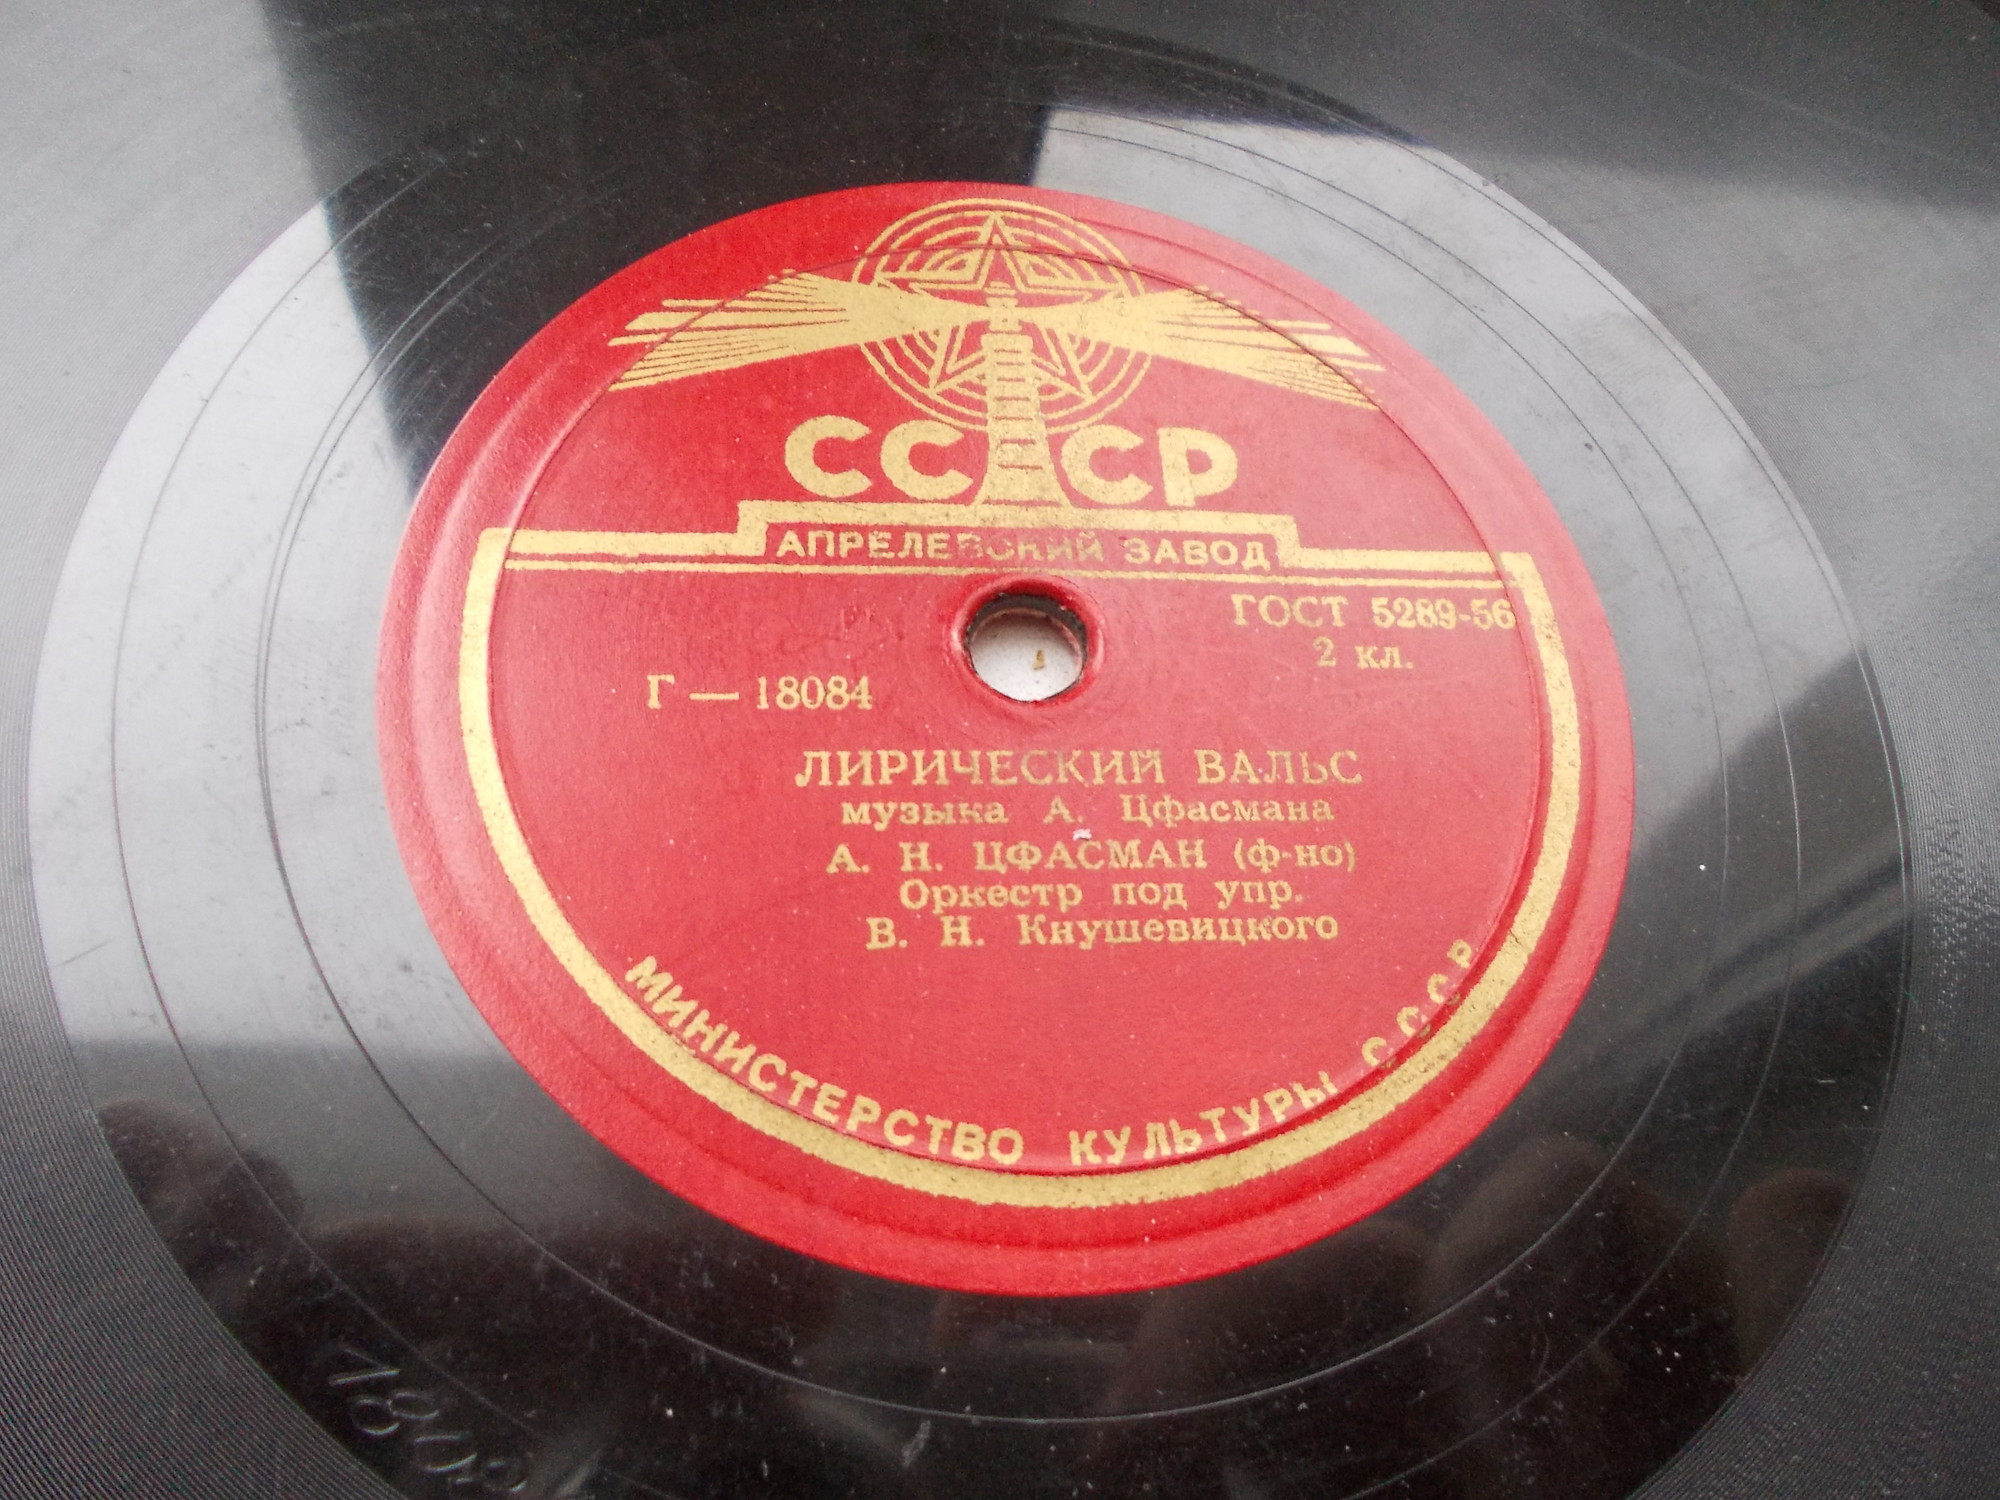 СССР
АПРЕЛЕВСКИЙ ЗАВОД
ГОСТ 5289-56
2 кл.
Г — 18084
ЛИРИЧЕСКИЙ ВАЛЬС
музыка А. Цфасмана
А. Н. ЦФАСМАН (ф-но)
Оркестр под упр.
В. Н. Кнушевицкого
МИНИСТЕРСТВО КУЛЬТУРЫ СССР